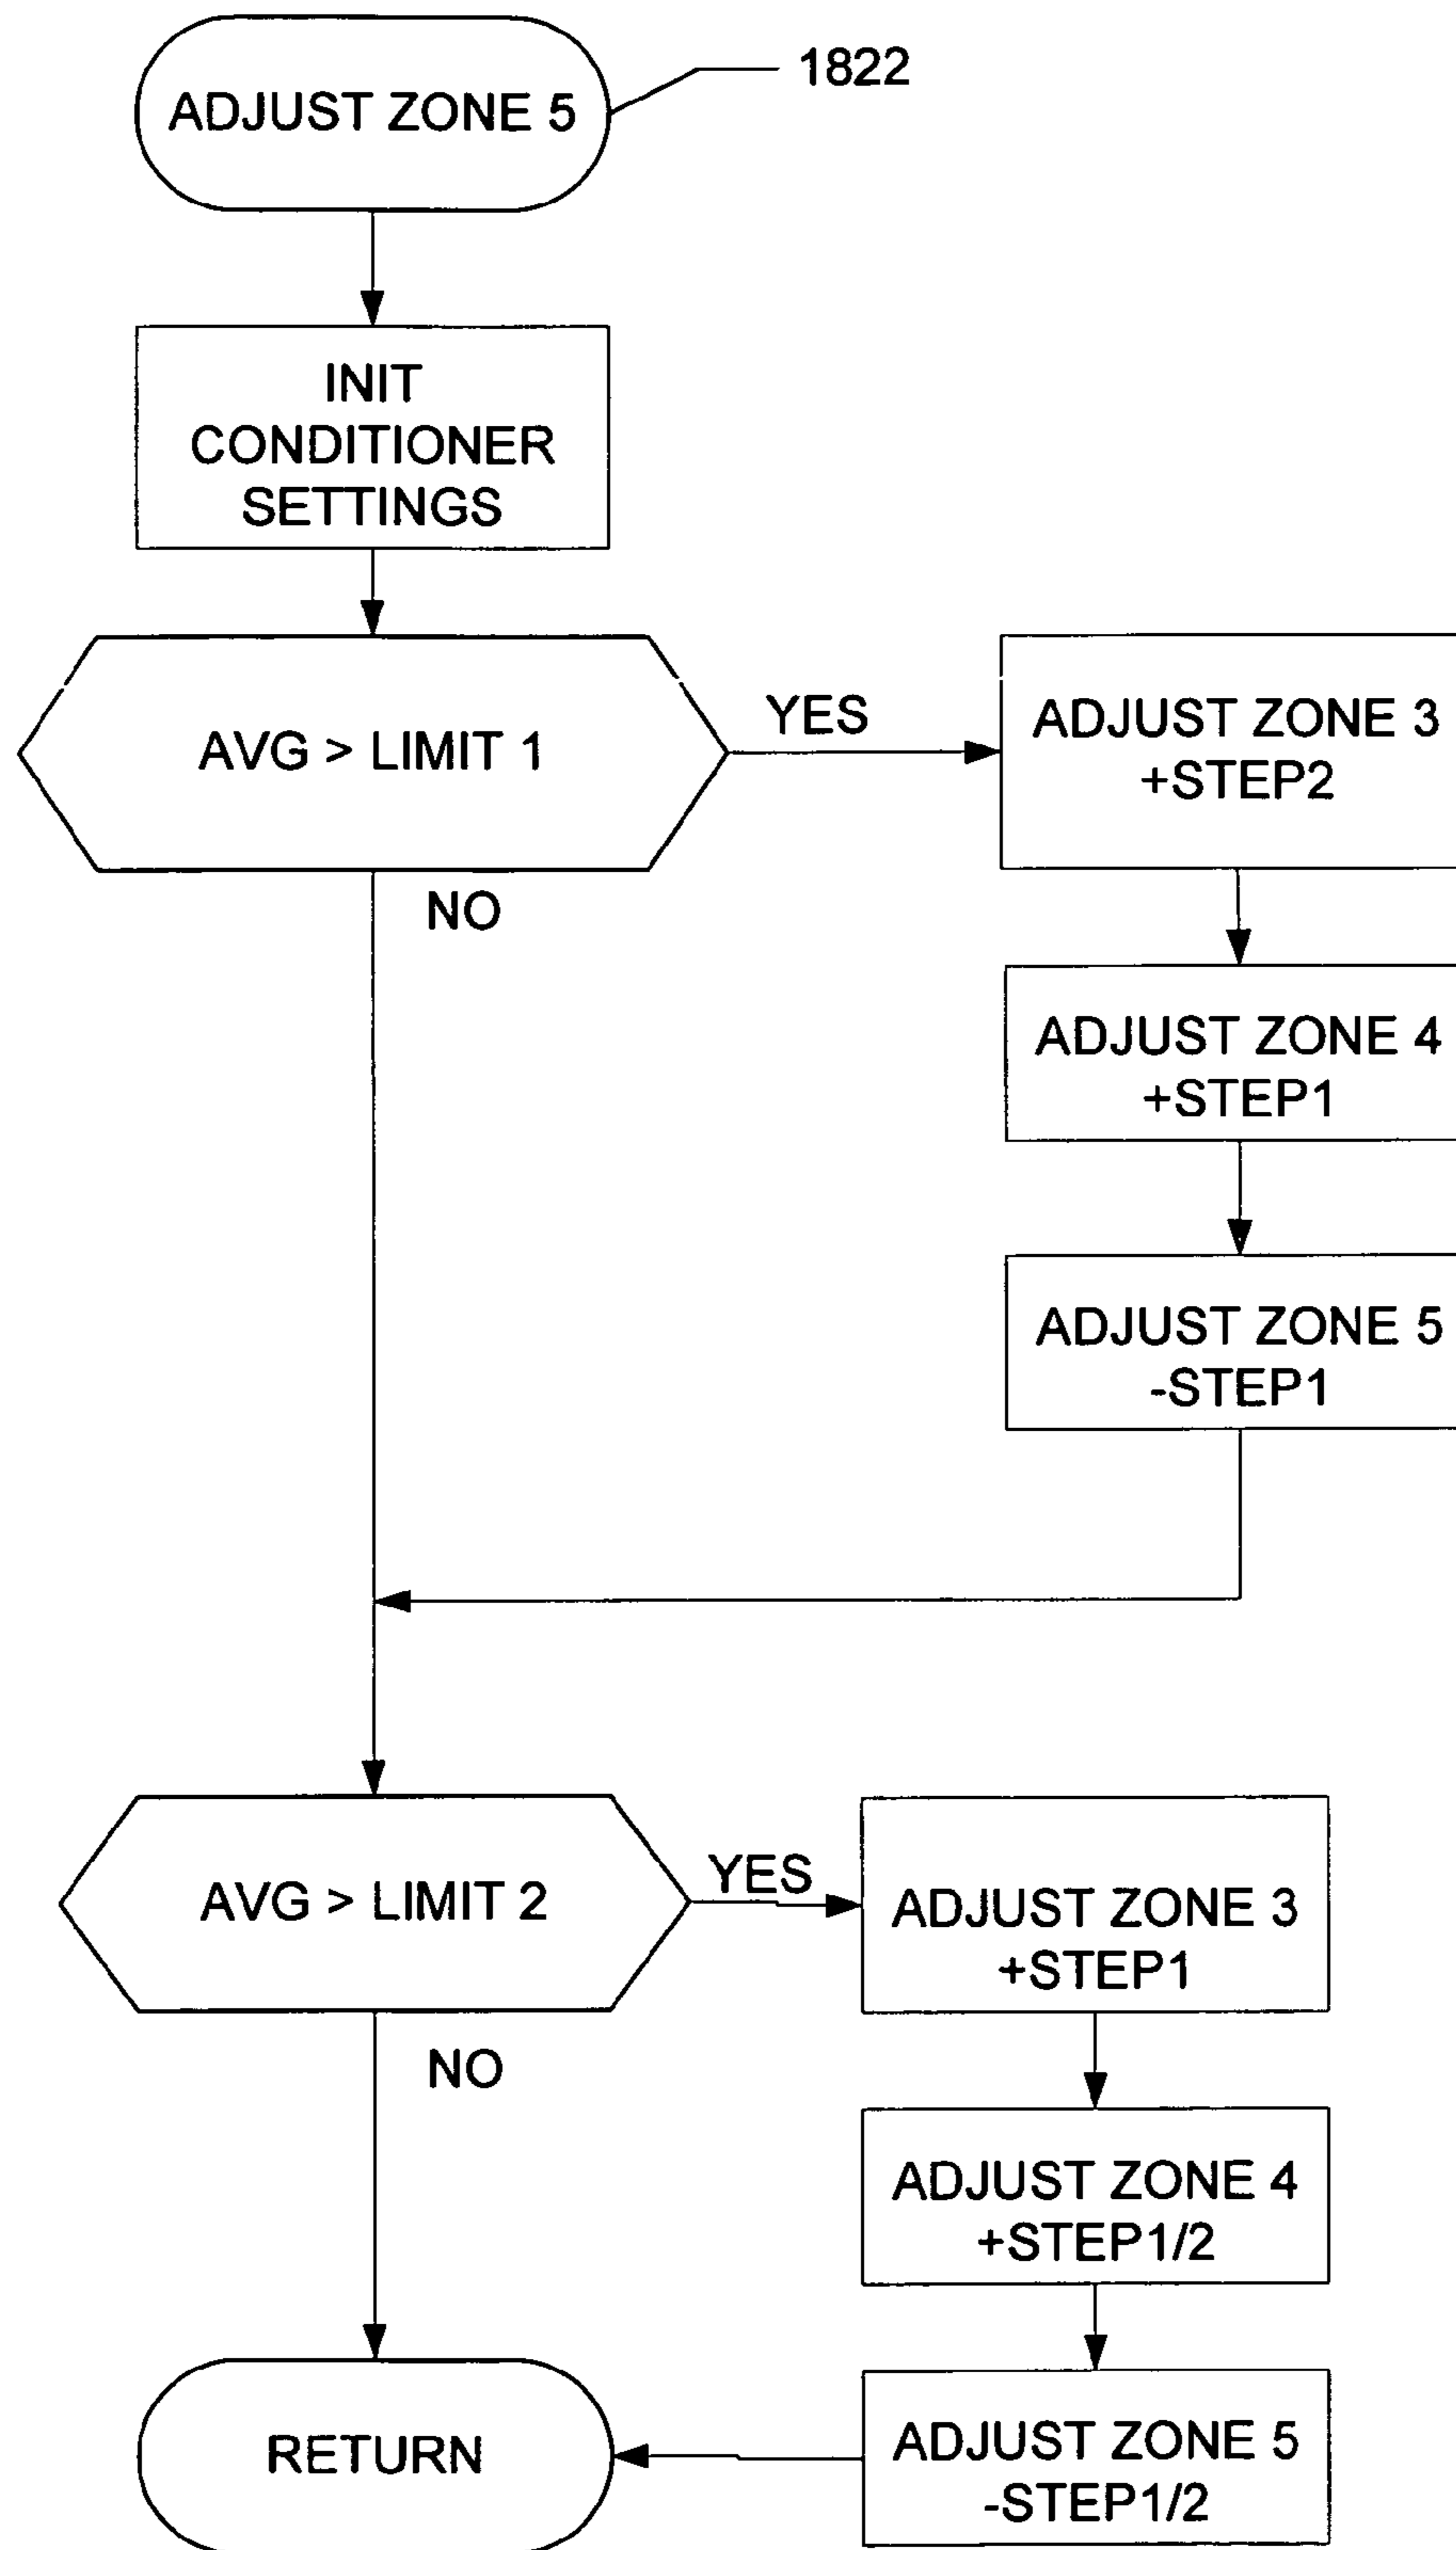 ADJUST ZONE 5
1822
INIT
CONDITIONER
SETTINGS
AVG > LIMIT 1
YES
ADJUST ZONE 3
+STEP2
NO
ADJUST ZONE 4
+STEP1
ADJUST ZONE 5
-STEP1
AVG > LIMIT 2
YES
ADJUST ZONE 3
+STEP1
NO
ADJUST ZONE 4
+STEP1/2
RETURN
ADJUST ZONE 5
-STEP1/2